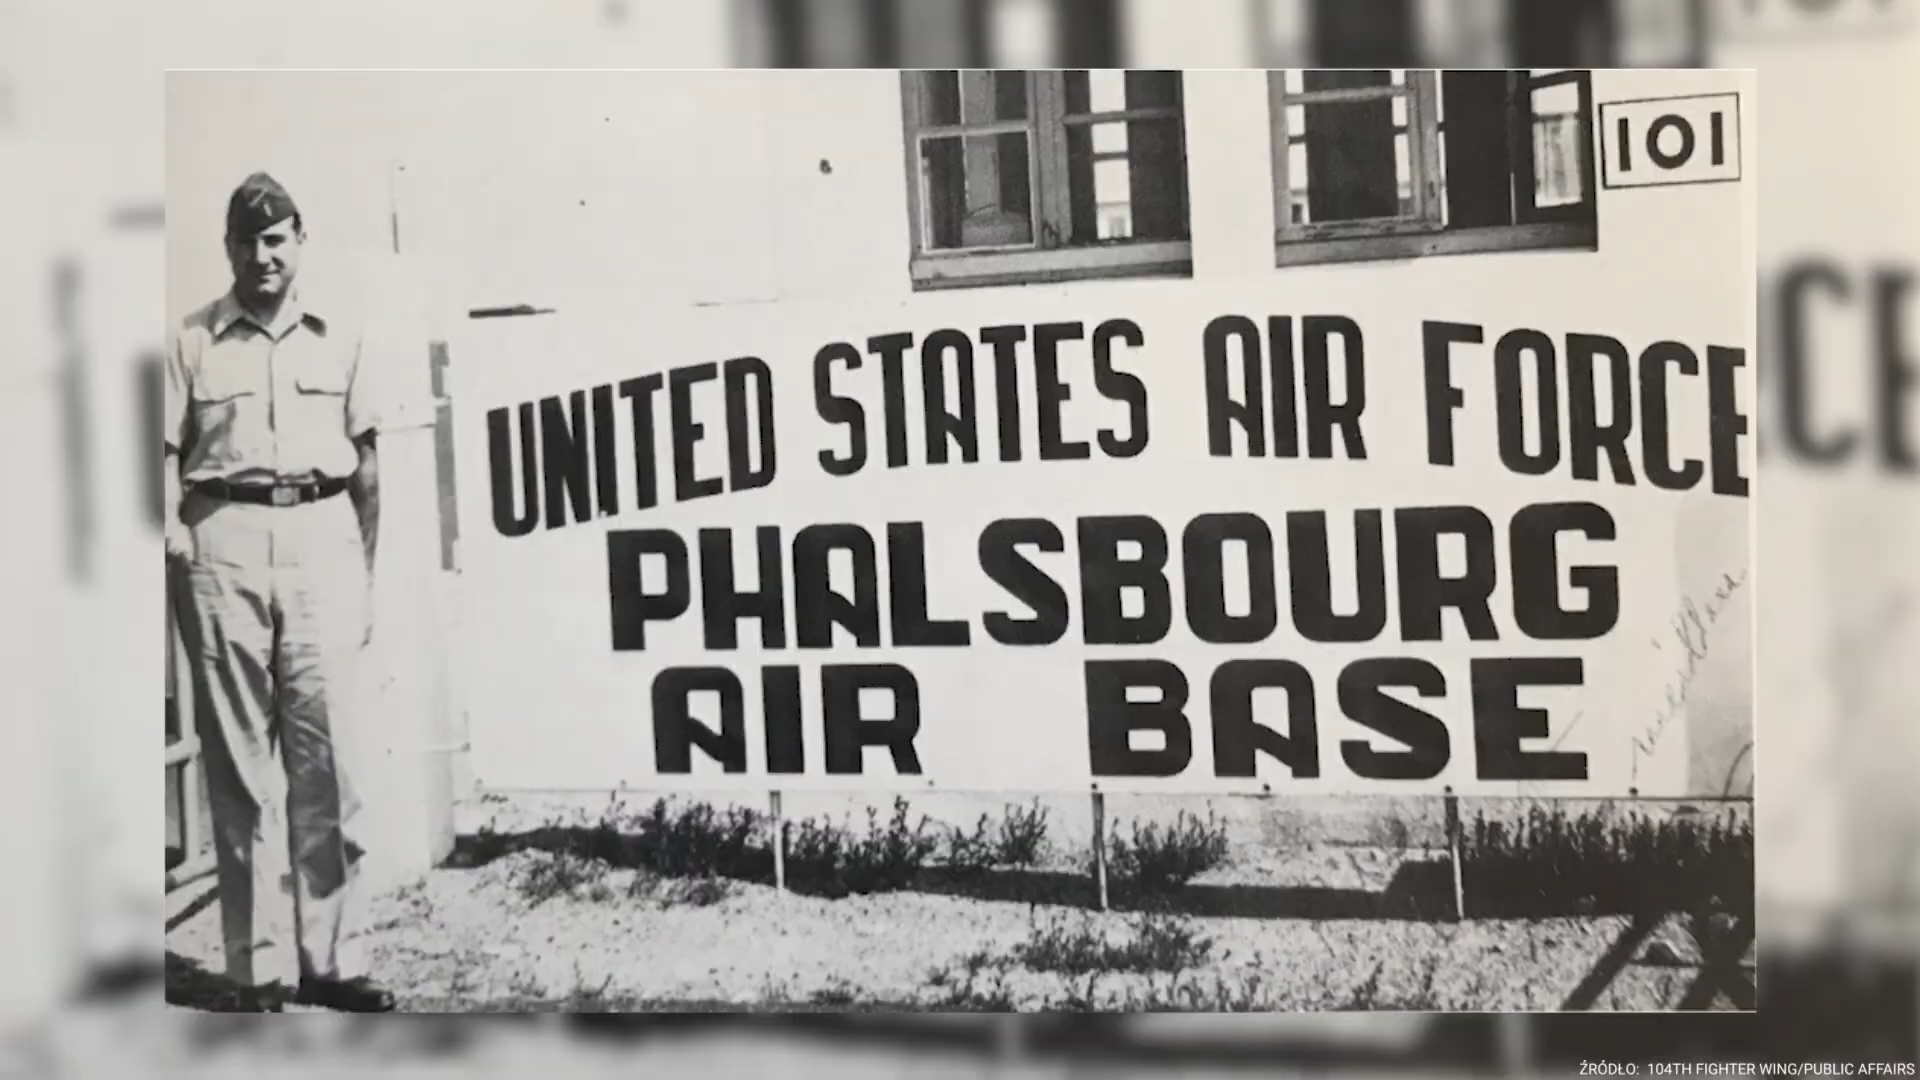 101
UNITED STATES AIR FORCE
PHALSBOURG
AIR BASE
ŹRÓDŁO: 104TH FIGHTER WING/PUBLIC AFFAIRS